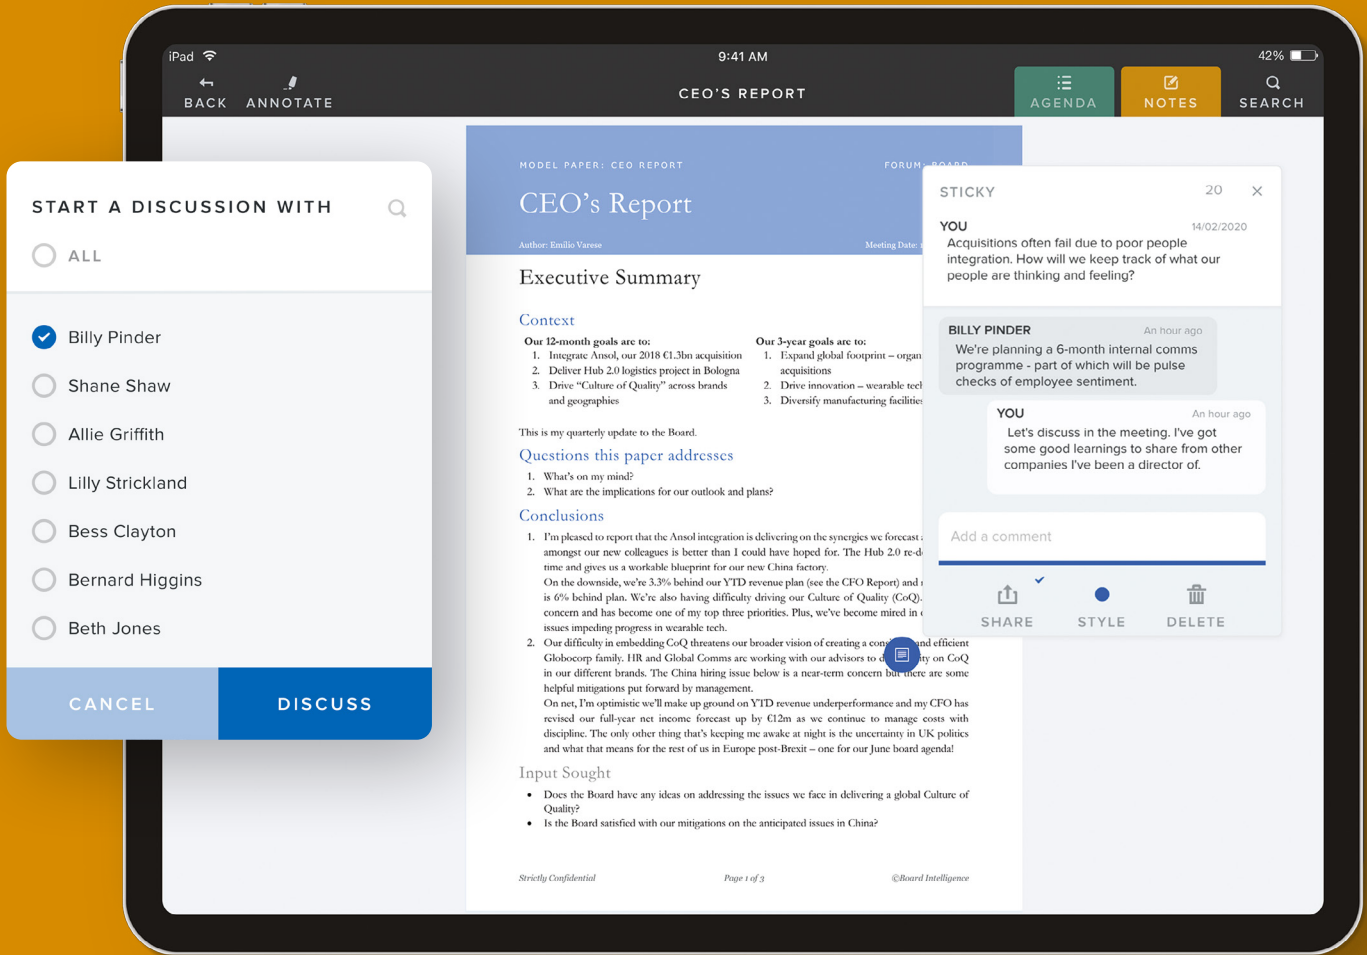 iPad
9:41 AM
42%
BACK
ANNOTATE
CEO'S REPORT
AGENDA
NOTES
SEARCH
START A DISCUSSION WITH
ALL
Billy Pinder
Shane Shaw
Allie Griffith
Lilly Strickland
Bess Clayton
Bernard Higgins
Beth Jones
CANCEL
DISCUSS
MODEL PAPER: CEO REPORT
FORUM: BOARD
CEO's Report
Author: Emilio Varese
Meeting Date:
Executive Summary
Context
Our 12-month goals are to:
1. Integrate Ansol, our 2018 €1.3bn acquisition
2. Deliver Hub 2.0 logistics project in Bologna
3. Drive "Culture of Quality" across brands
and geographies
Our 3-year goals are to:
1. Expand global footprint –
acquisitions
2. Drive innovation – wearable
3. Diversify manufacturing facilities
This is my quarterly update to the Board.
Questions this paper addresses
1. What's on my mind?
2. What are the implications for our outlook and plans?
Conclusions
1. I'm pleased to report that the Ansol integration is delivering on the synergies we forecast
amongst our new colleagues is better than I could have hoped for. The Hub 2.0
time and gives us a workable blueprint for our new China factory.
On the downside, we're 3.3% behind our YTD revenue plan (see the CFO Report) and
is 6% behind plan. We're also having difficulty driving our Culture of Quality (CoQ).
concern and has become one of my top three priorities. Plus, we've become mired in
issues impeding progress in wearable tech.
2. Our difficulty in embedding CoQ threatens our broader vision of creating a and efficient
Globocorp family. HR and Global Comms are working with our advisors to on CoQ
in our different brands. The China hiring issue below is a near-term concern but there are some
helpful mitigations put forward by management.
On net, I'm optimistic we'll make up ground on YTD revenue underperformance and my CFO has
revised our full-year net income forecast up by €12m as we continue to manage costs with
discipline. The only other thing that's keeping me awake at night is the uncertainty in UK politics
and what that means for the rest of us in Europe post-Brexit – one for our June board agenda!
Input Sought
• Does the Board have any ideas on addressing the issues we face in delivering a global Culture of
Quality?
• Is the Board satisfied with our mitigations on the anticipated issues in China?
Strictly Confidential
Page 1 of 3
©Board Intelligence
STICKY
20
YOU
14/02/2020
Acquisitions often fail due to poor people
integration. How will we keep track of what our
people are thinking and feeling?
BILLY PINDER
An hour ago
We're planning a 6-month internal comms
programme - part of which will be pulse
checks of employee sentiment.
YOU
An hour ago
Let's discuss in the meeting. I've got
some good learnings to share from other
companies I've been a director of.
Add a comment
SHARE
STYLE
DELETE